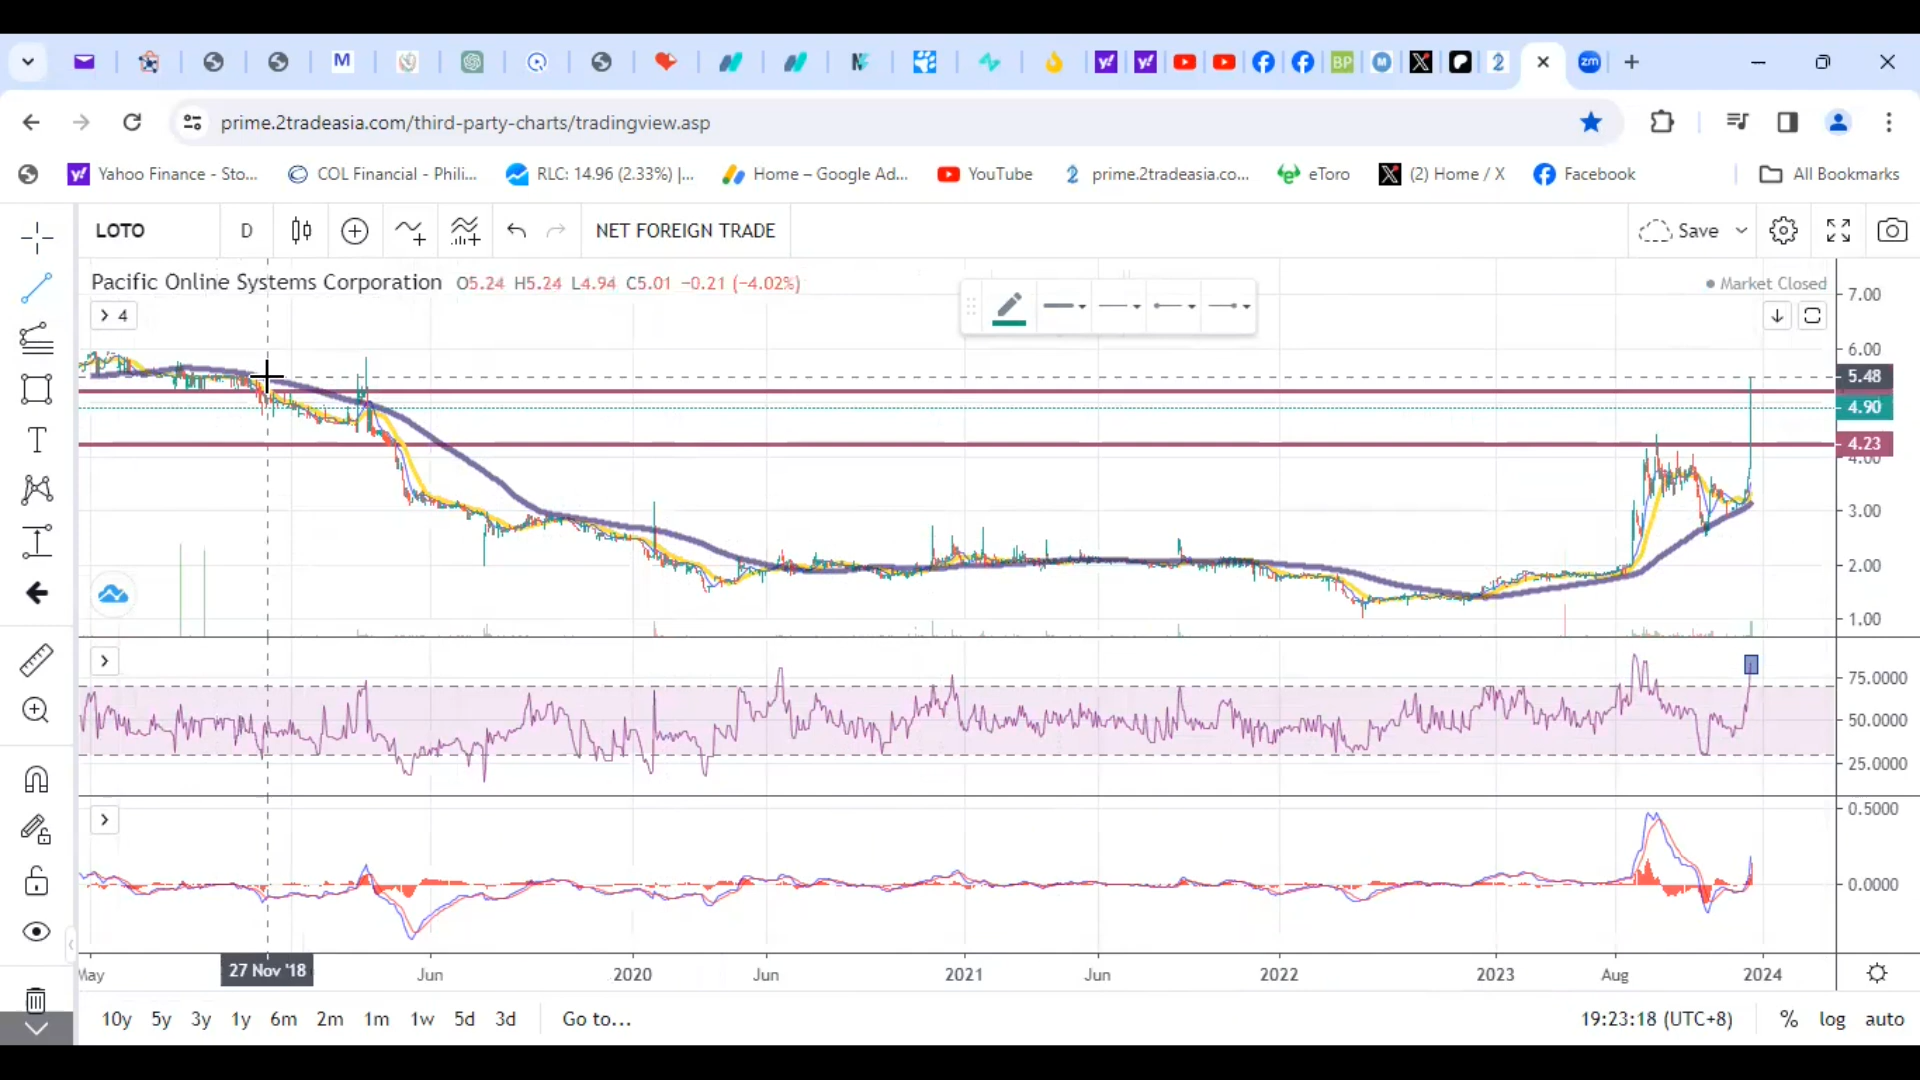 prime.2tradeasia.com/third-party-charts/tradingview.asp
Yahoo Finance - Sto... COL Financial - Phili... RLC: 14.96 (2.33%) |... Home – Google Ad... YouTube prime.2tradeasia.co... eToro (2) Home / X Facebook All Bookmarks
LOTO D NET FOREIGN TRADE Save
Pacific Online Systems Corporation O5.24 H5.24 L4.94 C5.01 −0.21 (−4.02%) Market Closed
4
7.00
6.00
5.48
4.90
4.23
4.00
3.00
2.00
1.00
75.0000
50.0000
25.0000
0.5000
0.0000
May 27 Nov '18 Jun 2020 Jun 2021 Jun 2022 2023 Aug 2024
10y 5y 3y 1y 6m 2m 1m 1w 5d 3d Go to... 19:23:18 (UTC+8) % log auto